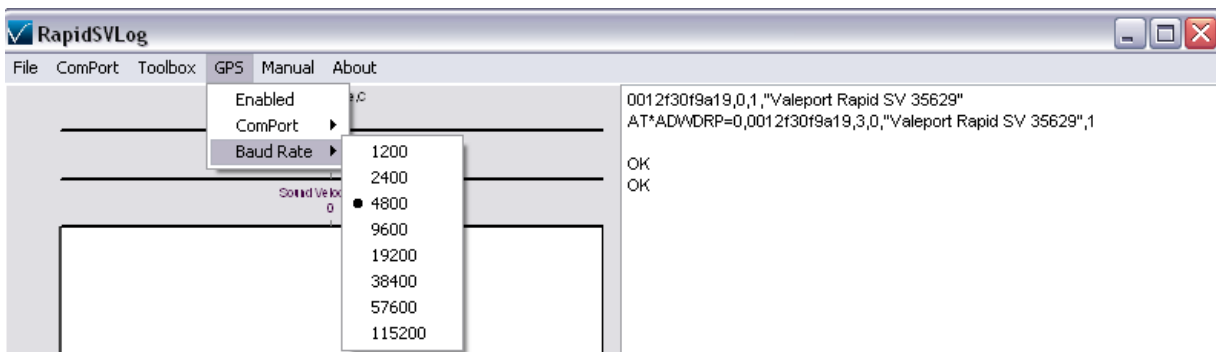 RapidSVLog
File ComPort Toolbox GPS Manual About
Enabled
ComPort
Baud Rate
1200
2400
4800
9600
19200
38400
57600
115200
0
0012f30f9a19,0,1,"Valeport Rapid SV 35629"
AT*ADWDRP=0,0012f30f9a19,3,0,"Valeport Rapid SV 35629",1
OK
OK